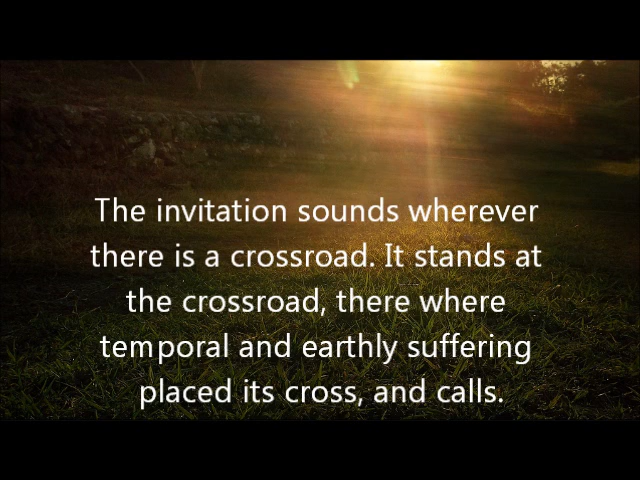 The invitation sounds wherever
there is a crossroad. It stands at
the crossroad, there where
temporal and earthly suffering
placed its cross, and calls.